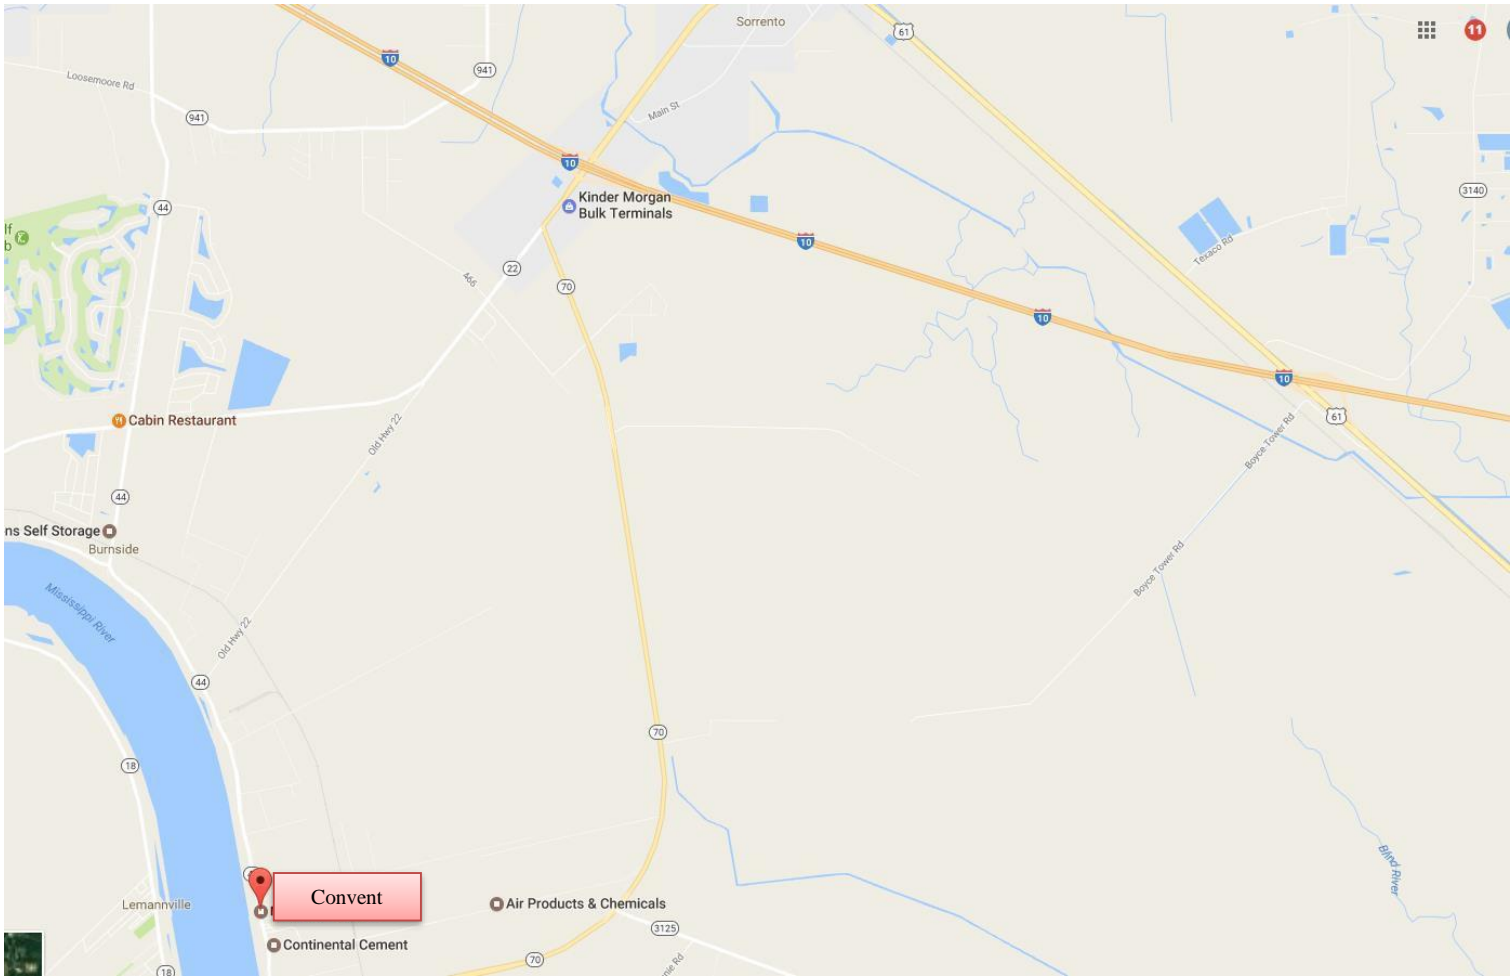 Sorrento
61
11
10
941
Loosemoore Rd
941
Main St
10
3140
Kinder Morgan
Bulk Terminals
44
10
Texaco Rd
466
22
70
10
10
61
Cabin Restaurant
Old Hwy 22
Boyce Tower Rd
44
ns Self Storage
Burnside
Mississippi River
Boyce Tower Rd
Old Hwy 22
44
70
18
Blind River
Convent
Lemannville
Air Products & Chemicals
3125
Continental Cement
70
18